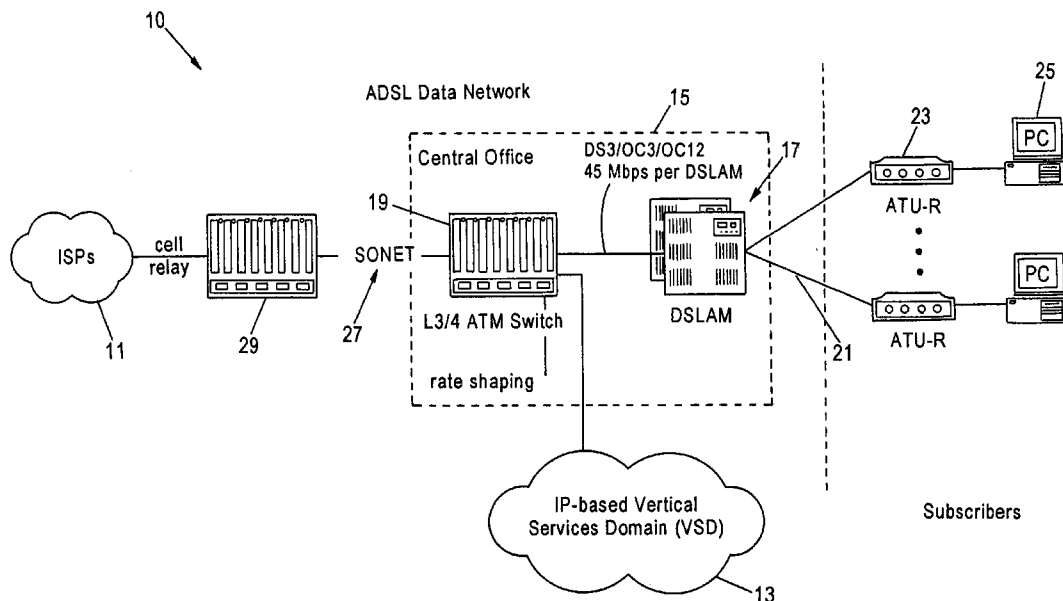 10
ADSL Data Network
15
Central Office
DS3/OC3/OC12
45 Mbps per DSLAM
17
19
23
25
PC
ATU-R
ISPs
cell
relay
SONET
11
29
27
L3/4 ATM Switch
rate shaping
DSLAM
21
PC
ATU-R
IP-based Vertical
Services Domain (VSD)
13
Subscribers